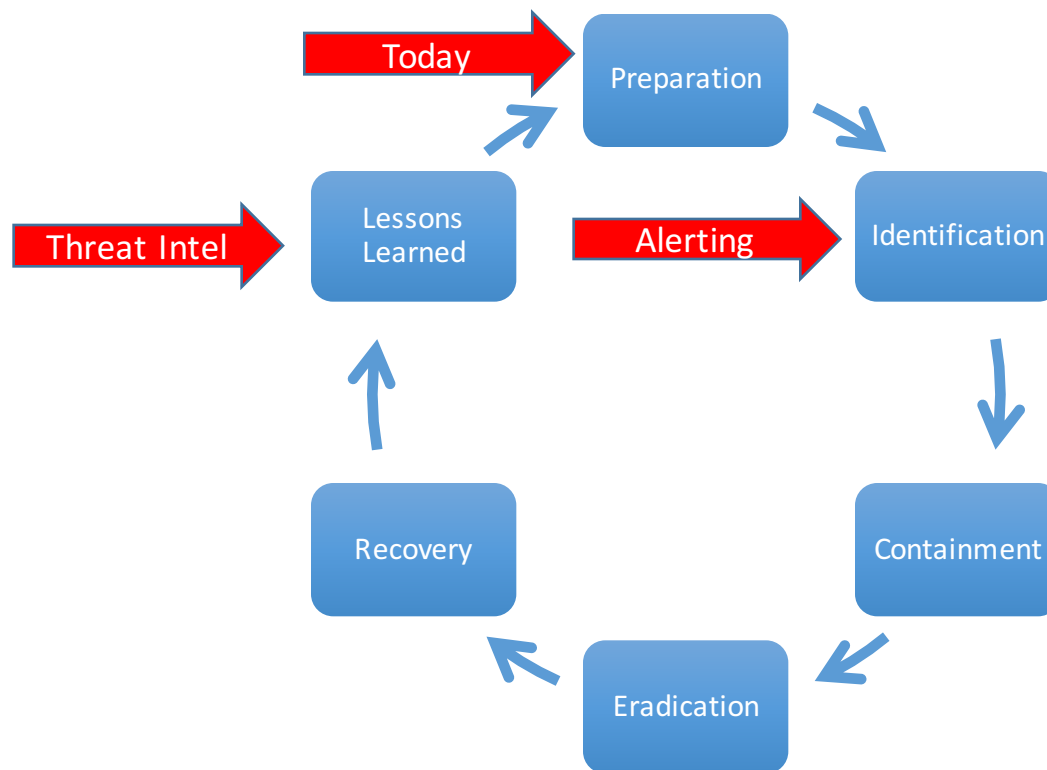 Today
Preparation
Lessons
Learned
Threat Intel
Alerting
Identification
Recovery
Containment
Eradication